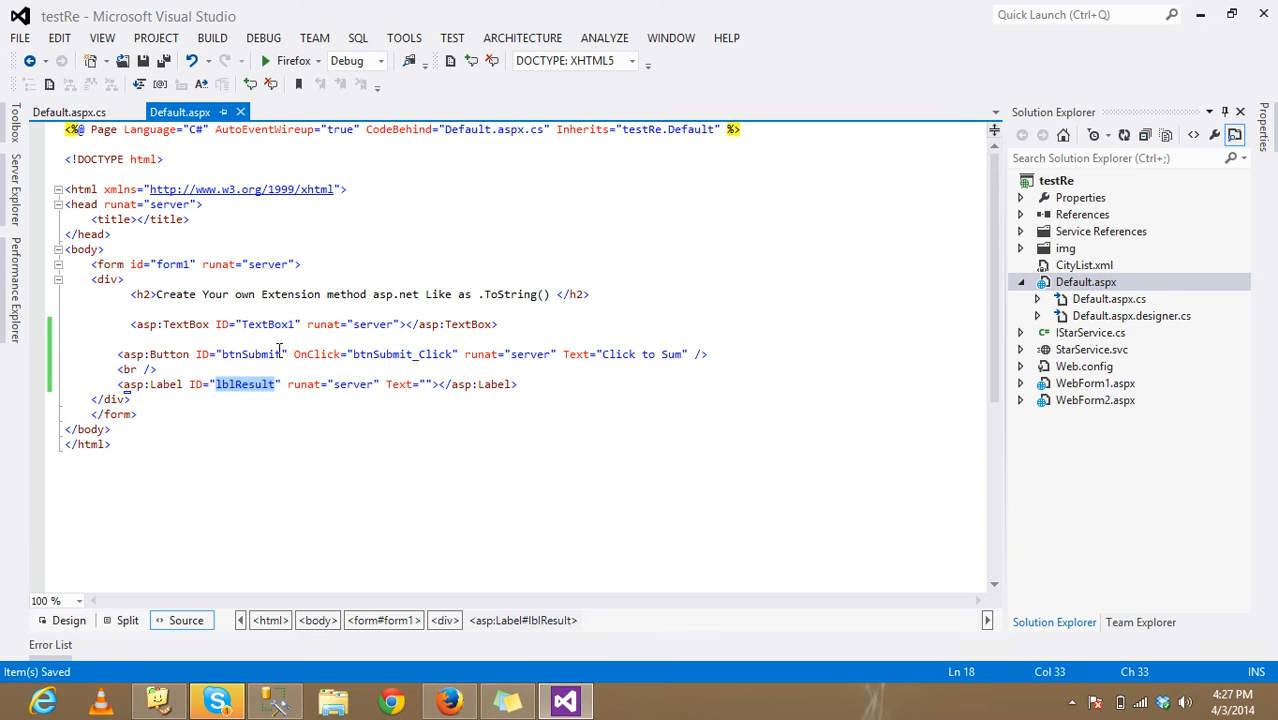 testRe - Microsoft Visual Studio
Quick Launch (Ctrl+Q)
FILE EDIT VIEW PROJECT BUILD DEBUG TEAM SQL TOOLS TEST ARCHITECTURE ANALYZE WINDOW HELP
Firefox Debug DOCTYPE: XHTML5
Toolbox
Server Explorer
Performance Explorer
Default.aspx.cs Default.aspx
<%@ Page Language="C#" AutoEventWireup="true" CodeBehind="Default.aspx.cs" Inherits="testRe.Default" %>
<!DOCTYPE html>
<html xmlns="http://www.w3.org/1999/xhtml">
<head runat="server">
<title></title>
</head>
<body>
<form id="form1" runat="server">
<div>
<h2>Create Your own Extension method asp.net Like as .ToString() </h2>
<asp:TextBox ID="TextBox1" runat="server"></asp:TextBox>
<asp:Button ID="btnSubmit" OnClick="btnSubmit_Click" runat="server" Text="Click to Sum" />
<br />
<asp:Label ID="lblResult" runat="server" Text=""></asp:Label>
</div>
</form>
</body>
</html>
100 %
Design Split Source <html> <body> <form#form1> <div> <asp:Label#lblResult>
Error List
Solution Explorer
Search Solution Explorer (Ctrl+;)
testRe
Properties
References
Service References
img
CityList.xml
Default.aspx
Default.aspx.cs
Default.aspx.designer.cs
IStarService.cs
StarService.cs
Web.config
WebForm1.aspx
WebForm2.aspx
Solution Explorer Team Explorer
Properties
Item(s) Saved Ln 18 Col 33 Ch 33 INS
4:27 PM
4/3/2014